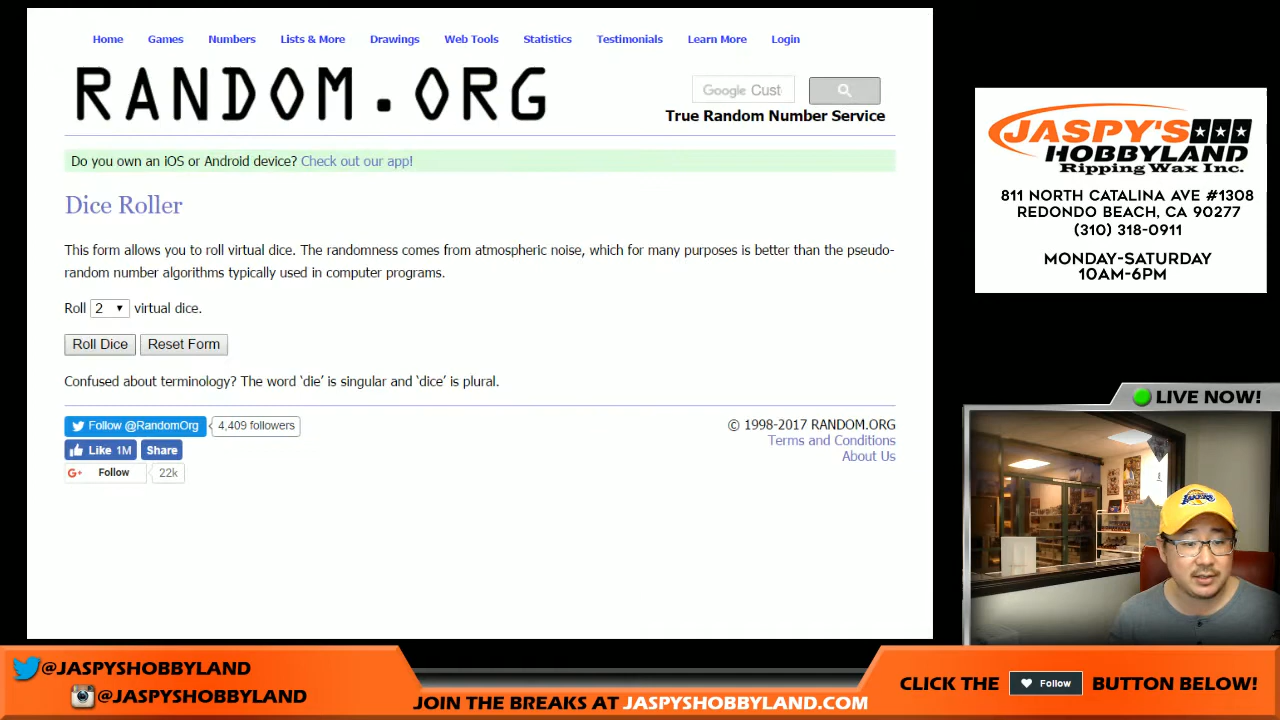 Home Games Numbers Lists & More Drawings Web Tools Statistics Testimonials Learn More Login
RANDOM.ORG
Google Cust
True Random Number Service
Do you own an iOS or Android device? Check out our app!
Dice Roller
This form allows you to roll virtual dice. The randomness comes from atmospheric noise, which for many purposes is better than the pseudo-
random number algorithms typically used in computer programs.
Roll 2 virtual dice.
Roll Dice Reset Form
Confused about terminology? The word ‘die’ is singular and ‘dice’ is plural.
Follow @RandomOrg 4,409 followers
Like 1M Share
G+ Follow 22k
© 1998-2017 RANDOM.ORG
Terms and Conditions
About Us
JASPY'S
HOBBYLAND
Ripping Wax Inc.
811 NORTH CATALINA AVE #1308
REDONDO BEACH, CA 90277
(310) 318-0911
MONDAY-SATURDAY
10AM-6PM
LIVE NOW!
LAKERS
@JASPYSHOBBYLAND
@JASPYSHOBBYLAND
JOIN THE BREAKS AT JASPYSHOBBYLAND.COM
CLICK THE Follow BUTTON BELOW!